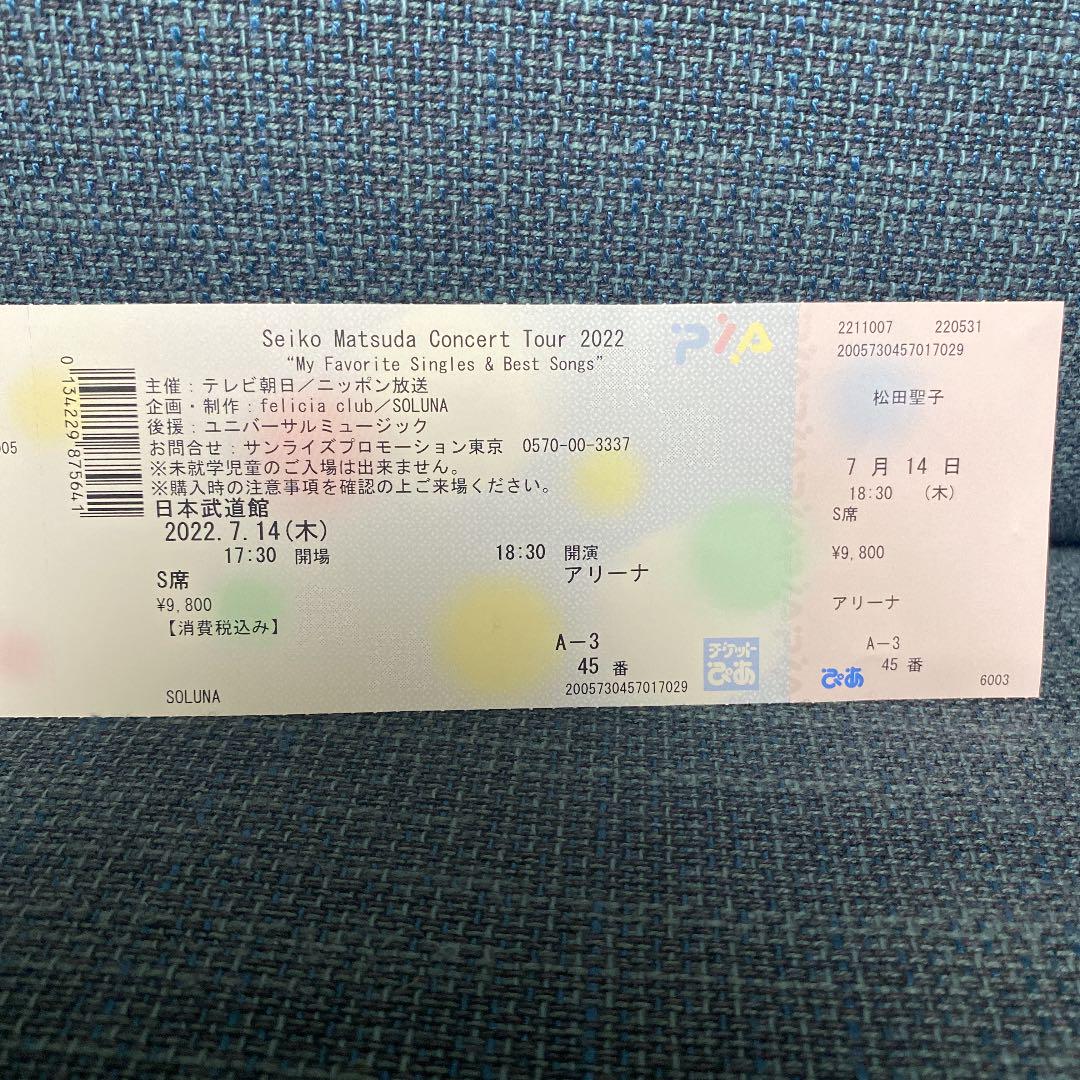 Seiko Matsuda Concert Tour 2022
“My Favorite Singles & Best Songs”
PIA
主催：テレビ朝日／ニッポン放送
企画・制作：felicia club／SOLUNA
後援：ユニバーサルミュージック
お問合せ：サンライズプロモーション東京 0570-00-3337
※未就学児童のご入場は出来ません。
※購入時の注意事項を確認の上ご来場ください。
日本武道館
2022. 7. 14(木)
17:30 開場 18:30 開演
アリーナ
S席
¥9,800
【消費税込み】
A－3
45 番
2005730457017029
SOLUNA
チケットぴあ
0 134229 875641
005
2211007 220531
2005730457017029
松田聖子
7 月 14 日
18:30 （木）
S席
¥9,800
アリーナ
A－3
45 番
ぴあ
6003